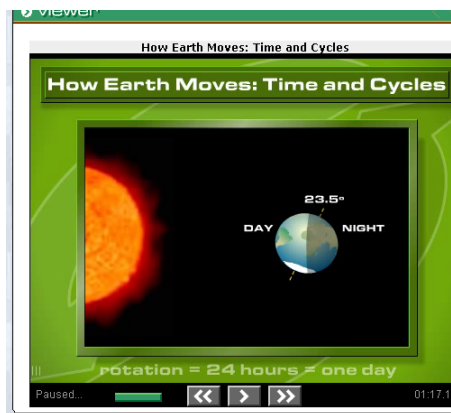 viewer
How Earth Moves: Time and Cycles
How Earth Moves: Time and Cycles
23.5°
DAY
NIGHT
rotation = 24 hours = one day
Paused...
01:17.1